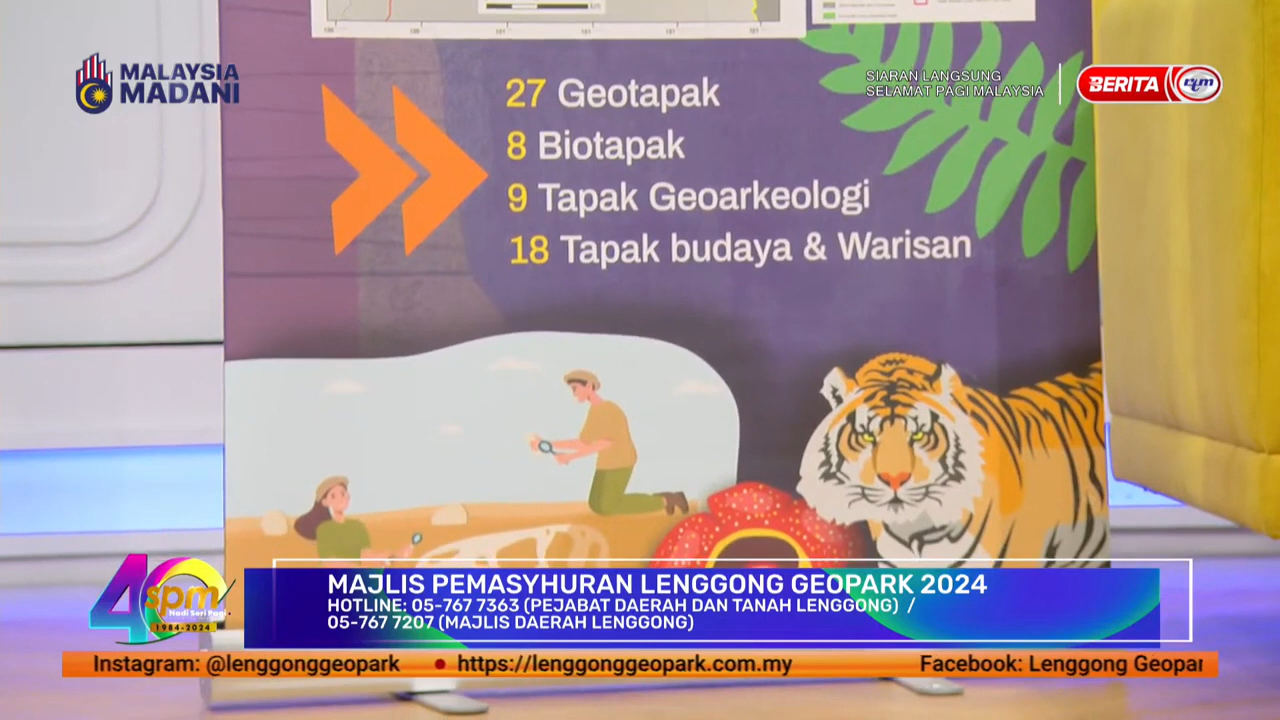 MALAYSIA
MADANI
SIARAN LANGSUNG
SELAMAT PAGI MALAYSIA
BERITA rtm
27 Geotapak
8 Biotapak
9 Tapak Geoarkeologi
18 Tapak budaya & Warisan
40
spm
Nadi Seri Pagi
1984-2024
MAJLIS PEMASYHURAN LENGGONG GEOPARK 2024
HOTLINE: 05-767 7363 (PEJABAT DAERAH DAN TANAH LENGGONG) /
05-767 7207 (MAJLIS DAERAH LENGGONG)
Instagram: @lenggonggeopark • https://lenggonggeopark.com.my Facebook: Lenggong Geopar